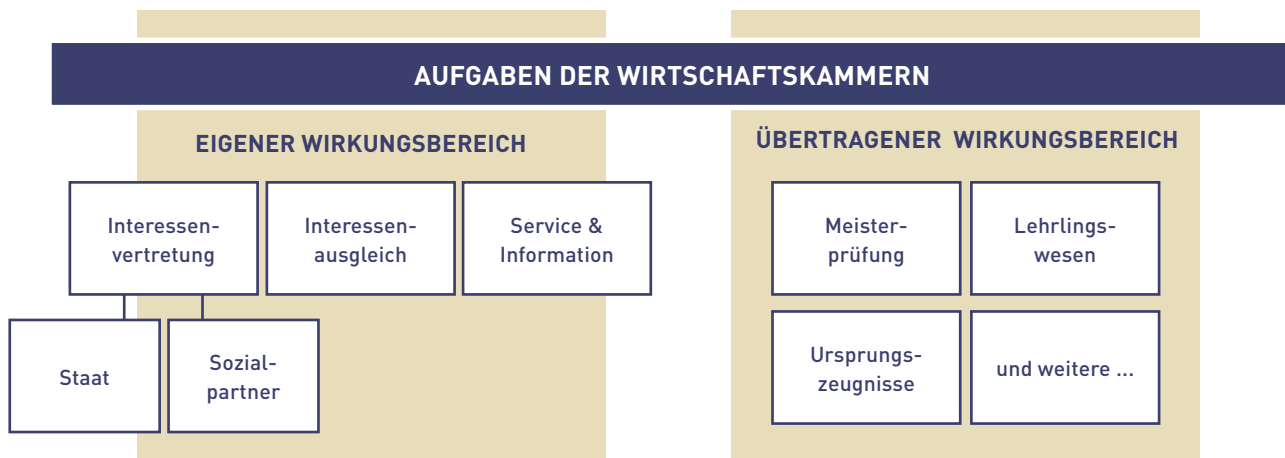 AUFGABEN DER WIRTSCHAFTSKAMMERN
EIGENER WIRKUNGSBEREICH
Interessen-
vertretung
Interessen-
ausgleich
Service &
Information
Staat
Sozial-
partner
ÜBERTRAGENER WIRKUNGSBEREICH
Meister-
prüfung
Lehrlings-
wesen
Ursprungs-
zeugnisse
und weitere ...